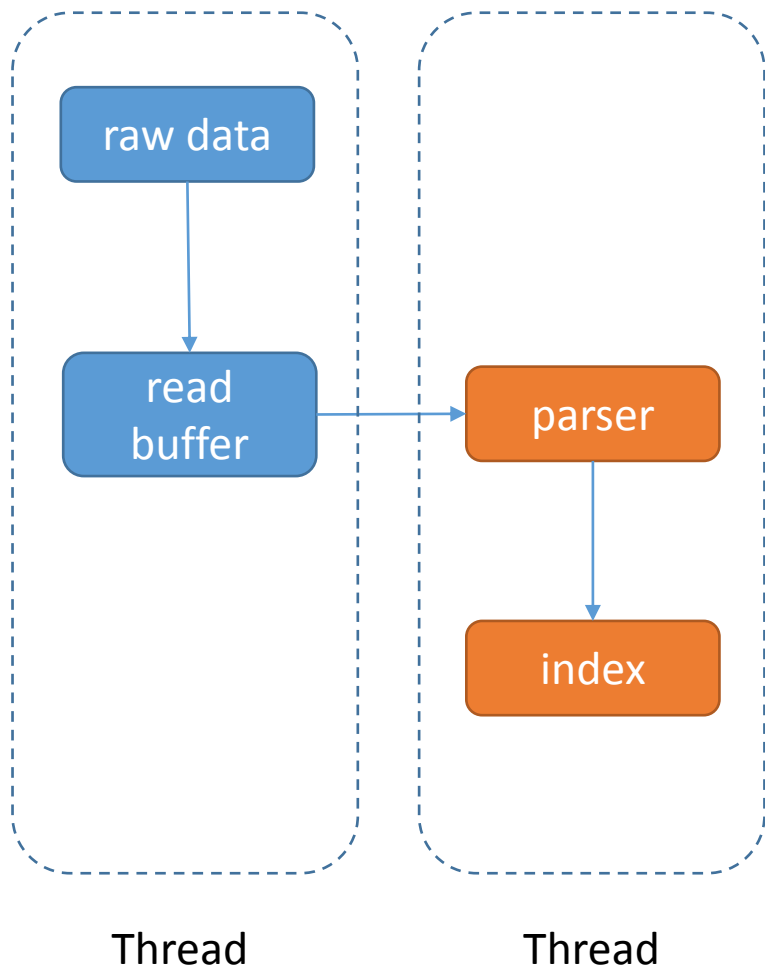 raw data
read
buffer
parser
index
Thread
Thread